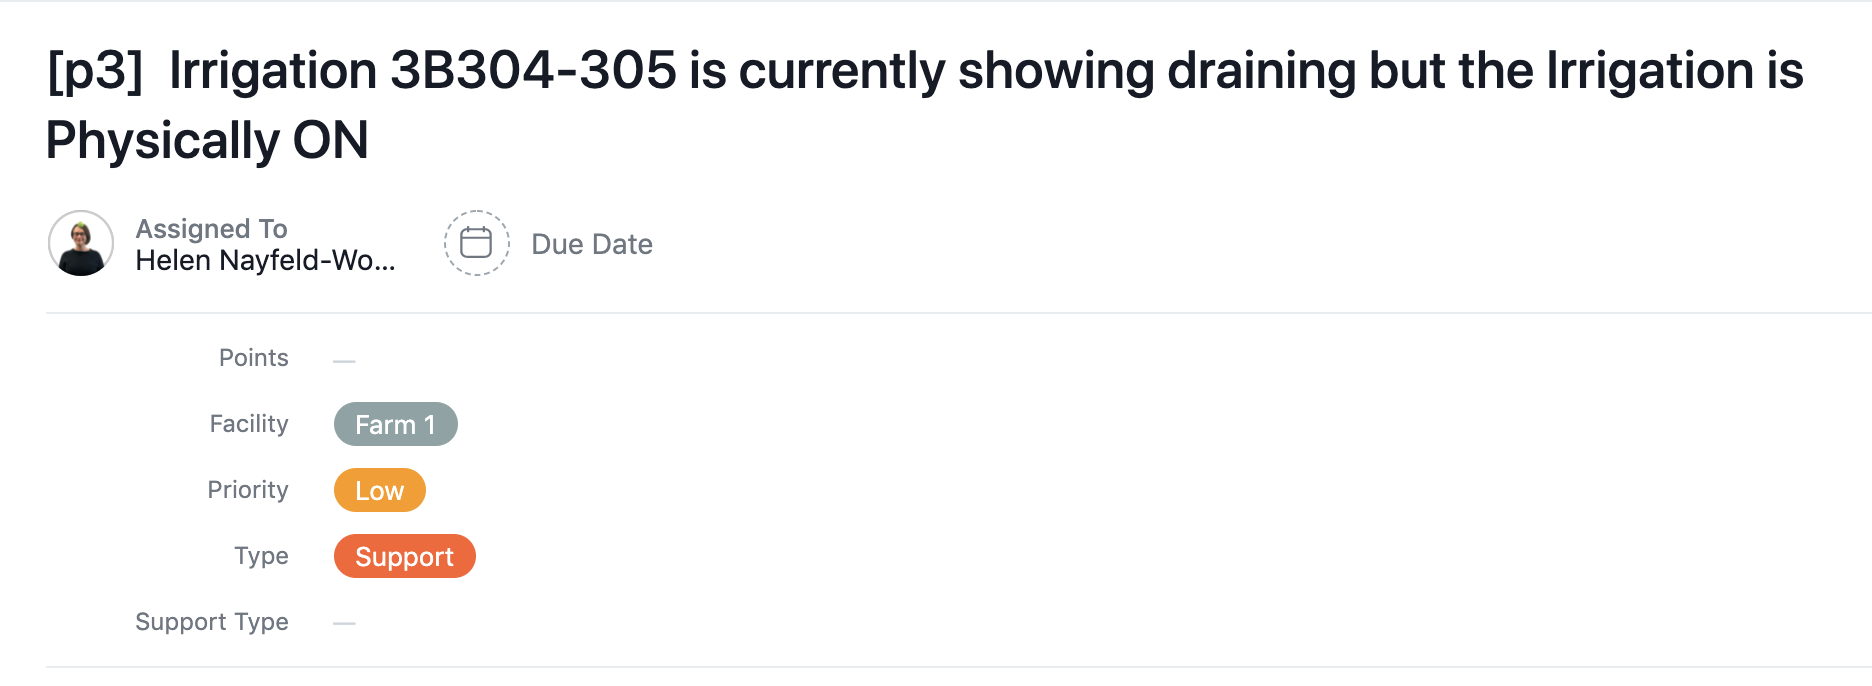 [p3] Irrigation 3B304-305 is currently showing draining but the Irrigation is
Physically ON
Assigned To
Helen Nayfeld-Wo...
Due Date
Points —
Facility Farm 1
Priority Low
Type Support
Support Type —